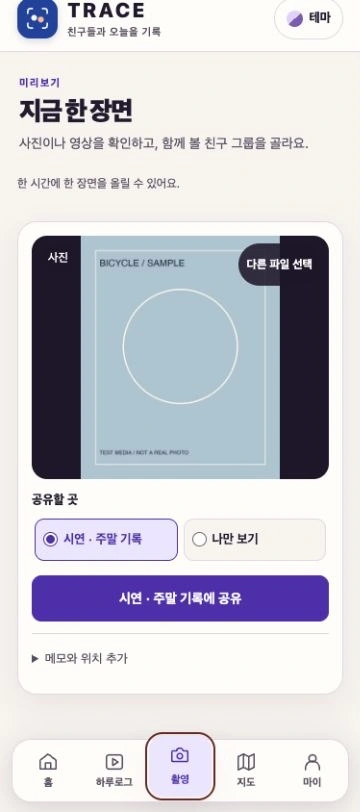 TRACE
친구들과 오늘을 기록
테마
미리보기
지금 한 장면
사진이나 영상을 확인하고, 함께 볼 친구 그룹을 골라요.
한 시간에 한 장면을 올릴 수 있어요.
사진
다른 파일 선택
BICYCLE / SAMPLE
TEST MEDIA / NOT A REAL PHOTO
공유할 곳
시연 · 주말 기록
나만 보기
시연 · 주말 기록에 공유
메모와 위치 추가
홈
하루로그
촬영
지도
마이